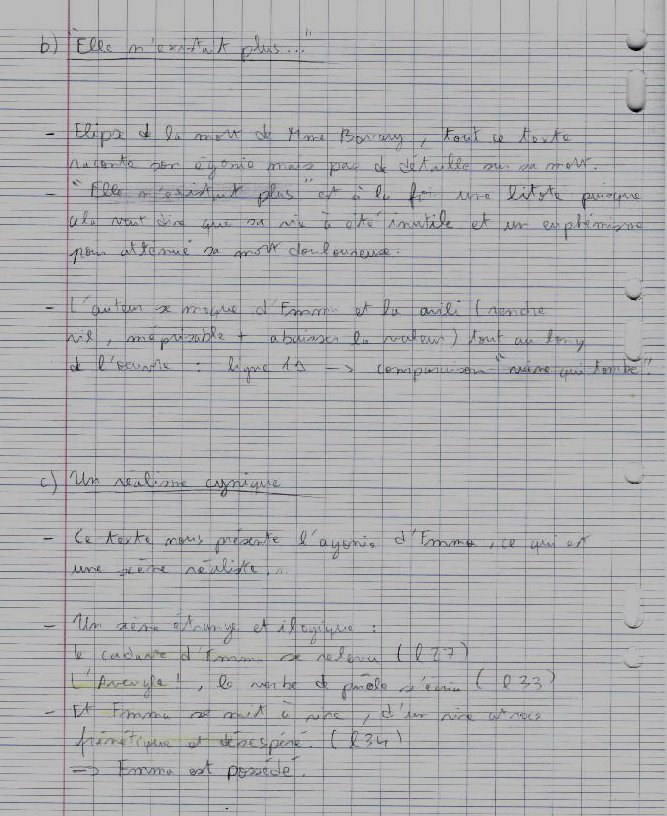 b) "Elle n'existait plus..."
- Elipse de la mort de Mme Bovary, tout ce texte
raconte son égonie mais pas de détaille sur sa mort.
- "Elle n'existait plus" est à la fois une litote puisque
cela veut dire que sa vie à été inutile et un euphémisme
pour attenué sa mort douloureuse.
- L'auteur se moque d'Emma et la avili (rendre
vil, méprisable + abaisser la valeur) tout au long
de l'oeuvre : ligne 11 -> comparaison "ruine qui tombe".
c) Un réalisme cynique
- Ce texte nous présente l'agonie d'Emma, ce qui est
une scène réaliste...
- Un scène étrange et ilogique :
le cadavre d'Emma se releva (l 27)
L'Aveugle!, le verbe de parole s'écria (l 33)
- Et Emma se mit à rire, d'un rire atroce
frénétique et désespéré. (l 34)
=> Emma est possédé.